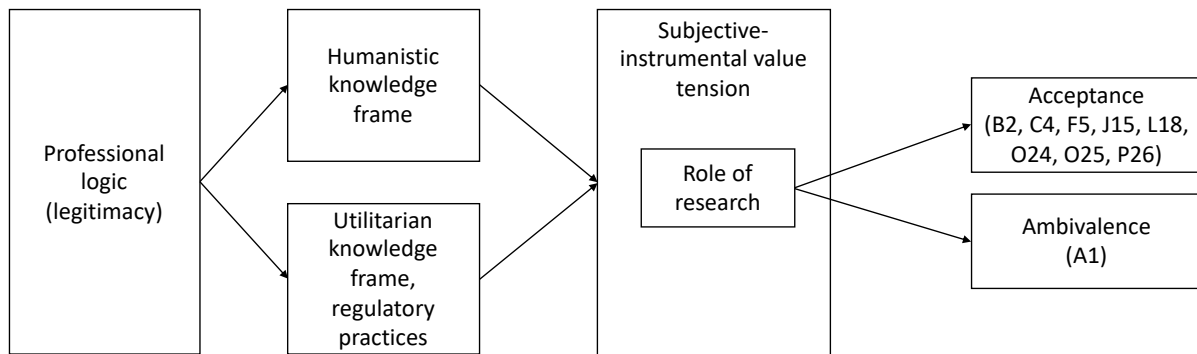 Professional
logic
(legitimacy)
Humanistic
knowledge
frame
Utilitarian
knowledge
frame,
regulatory
practices
Subjective-
instrumental value
tension
Role of
research
Acceptance
(B2, C4, F5, J15, L18,
O24, O25, P26)
Ambivalence
(A1)